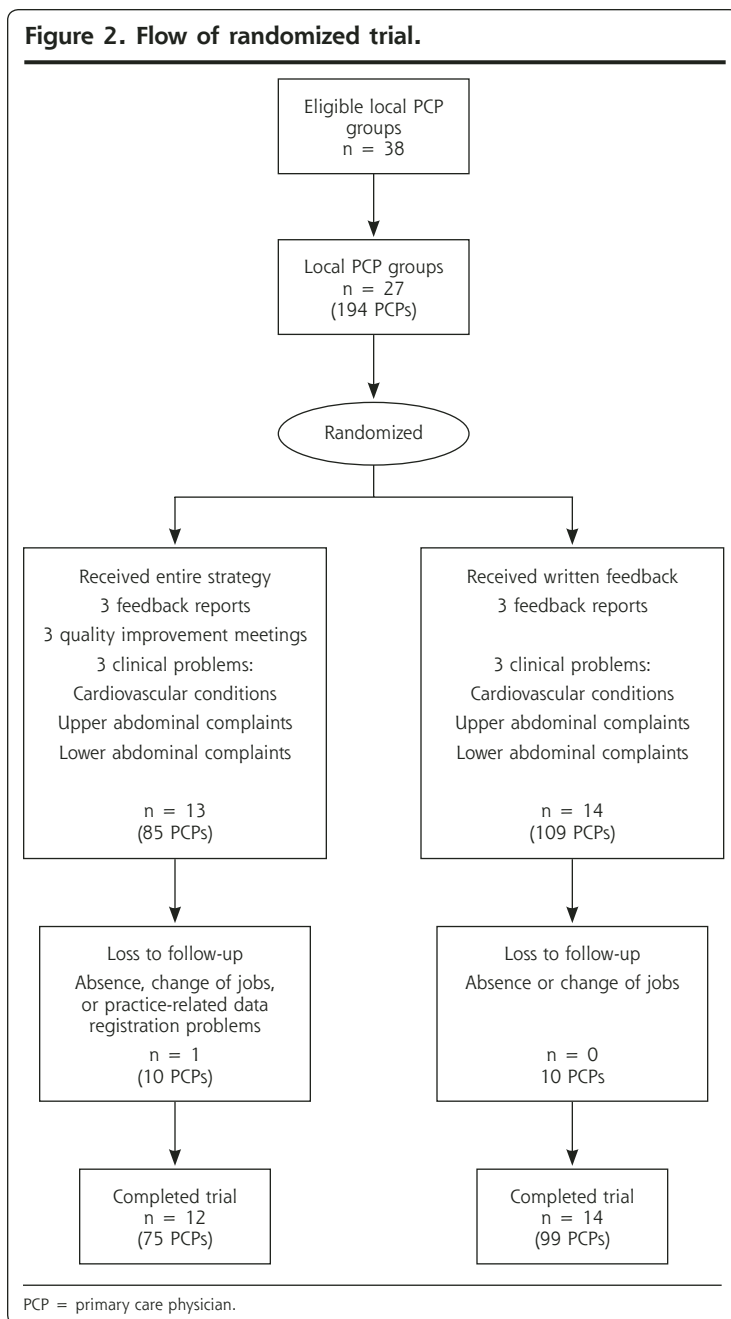 Figure 2. Flow of randomized trial.
Eligible local PCP
groups
n = 38
Local PCP groups
n = 27
(194 PCPs)
Randomized
Received entire strategy
3 feedback reports
3 quality improvement meetings
3 clinical problems:
Cardiovascular conditions
Upper abdominal complaints
Lower abdominal complaints
n = 13
(85 PCPs)
Received written feedback
3 feedback reports
3 clinical problems:
Cardiovascular conditions
Upper abdominal complaints
Lower abdominal complaints
n = 14
(109 PCPs)
Loss to follow-up
Absence, change of jobs,
or practice-related data
registration problems
n = 1
(10 PCPs)
Loss to follow-up
Absence or change of jobs
n = 0
10 PCPs
Completed trial
n = 12
(75 PCPs)
Completed trial
n = 14
(99 PCPs)
PCP = primary care physician.